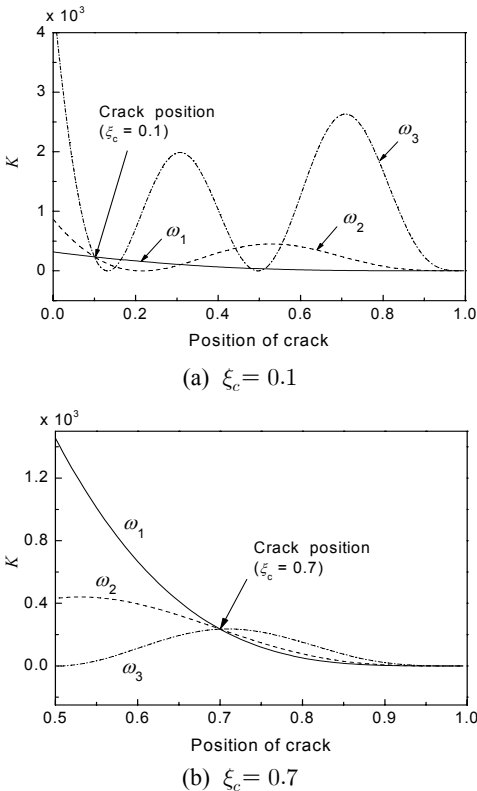 x 10³
4
3
2
1
0
K
Crack position
(ξc = 0.1)
ω1
ω2
ω3
0.0 0.2 0.4 0.6 0.8 1.0
Position of crack
(a) ξc= 0.1
x 10³
1.2
0.8
0.4
0.0
K
ω1
ω2
ω3
Crack position
(ξc = 0.7)
0.5 0.6 0.7 0.8 0.9 1.0
Position of crack
(b) ξc= 0.7